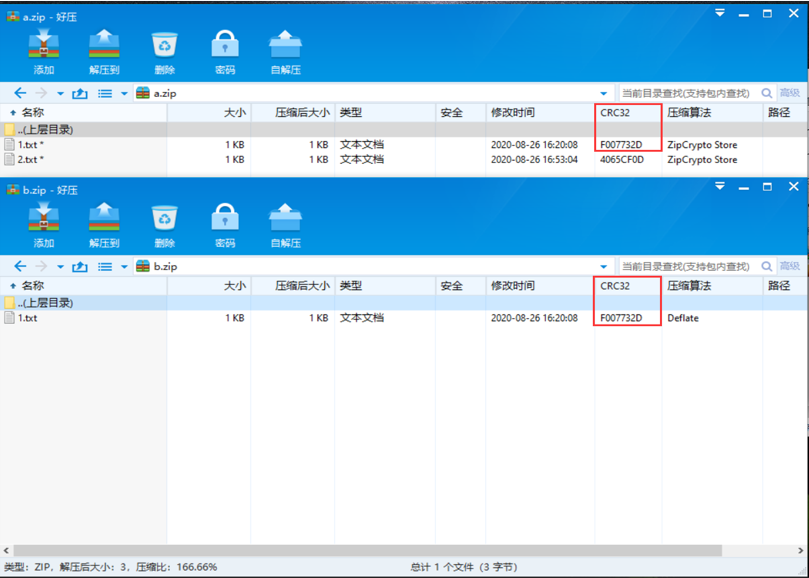 a.zip - 好压
添加 解压到 删除 密码 自解压
a.zip 当前目录查找(支持包内查找) 高级
名称 大小 压缩后大小 类型 安全 修改时间 CRC32 压缩算法 路径
..(上层目录)
1.txt * 1 KB 1 KB 文本文档 2020-08-26 16:20:08 F007732D ZipCrypto Store
2.txt * 1 KB 1 KB 文本文档 2020-08-26 16:53:04 4065CF0D ZipCrypto Store
b.zip - 好压
添加 解压到 删除 密码 自解压
b.zip 当前目录查找(支持包内查找) 高级
名称 大小 压缩后大小 类型 安全 修改时间 CRC32 压缩算法 路径
..(上层目录)
1.txt 1 KB 1 KB 文本文档 2020-08-26 16:20:08 F007732D Deflate
类型: ZIP, 解压后大小: 3, 压缩比: 166.66% 总计 1 个文件 (3 字节)